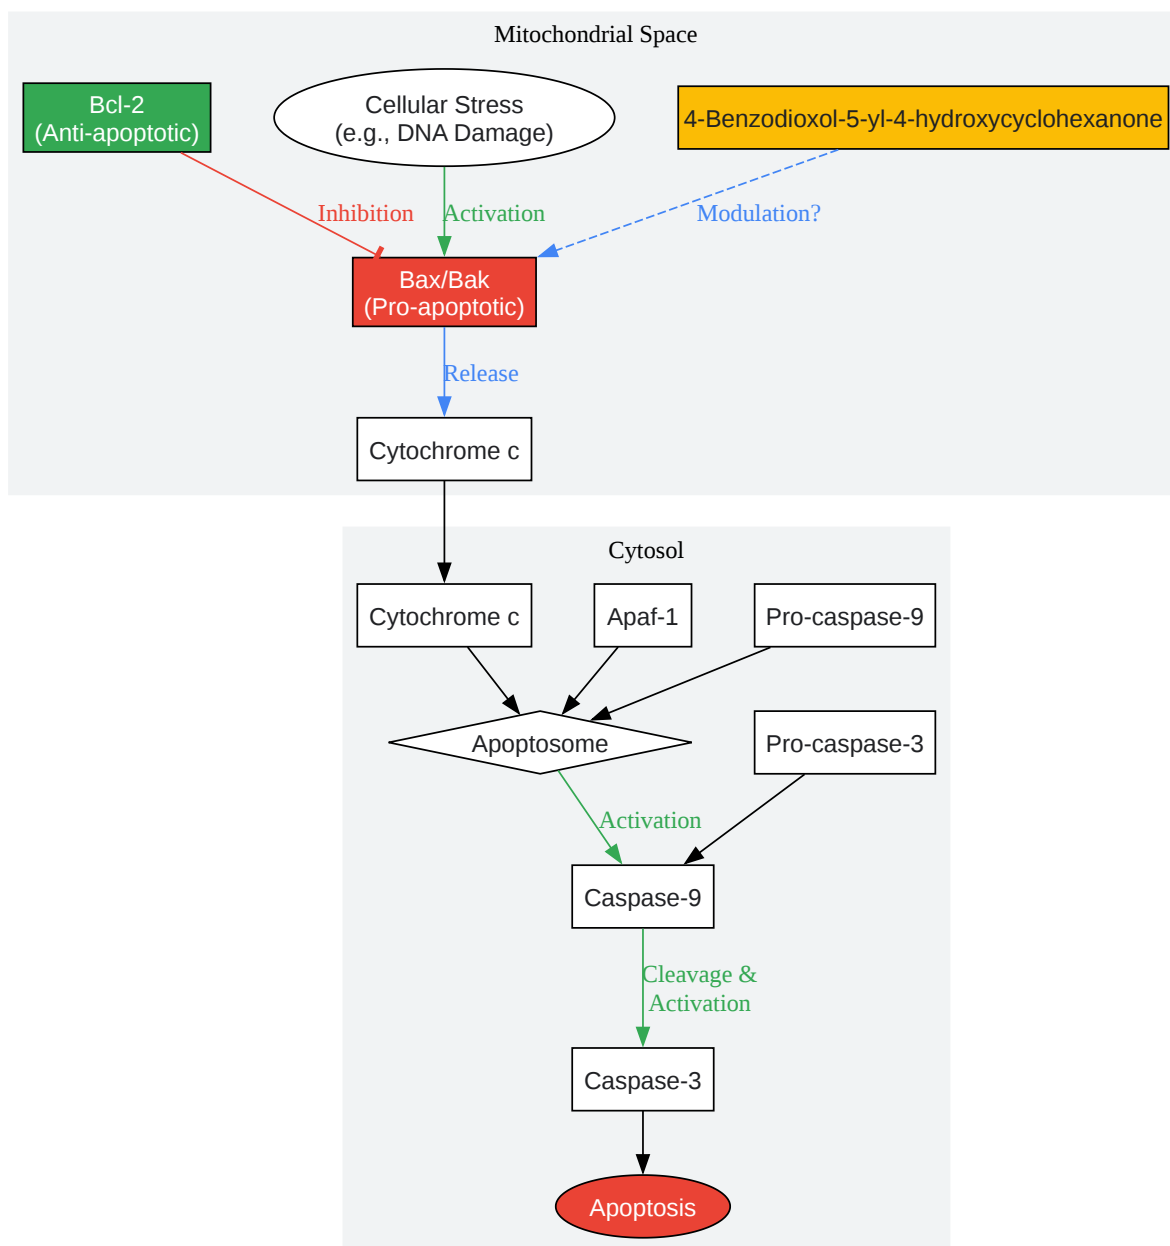 Mitochondrial Space
Bcl-2
(Anti-apoptotic)
Cellular Stress
(e.g., DNA Damage)
4-Benzodioxol-5-yl-4-hydroxycyclohexanone
Inhibition
Activation
Modulation?
Bax/Bak
(Pro-apoptotic)
Release
Cytochrome c
Cytosol
Cytochrome c
Apaf-1
Pro-caspase-9
Apoptosome
Pro-caspase-3
Activation
Caspase-9
Cleavage &
Activation
Caspase-3
Apoptosis